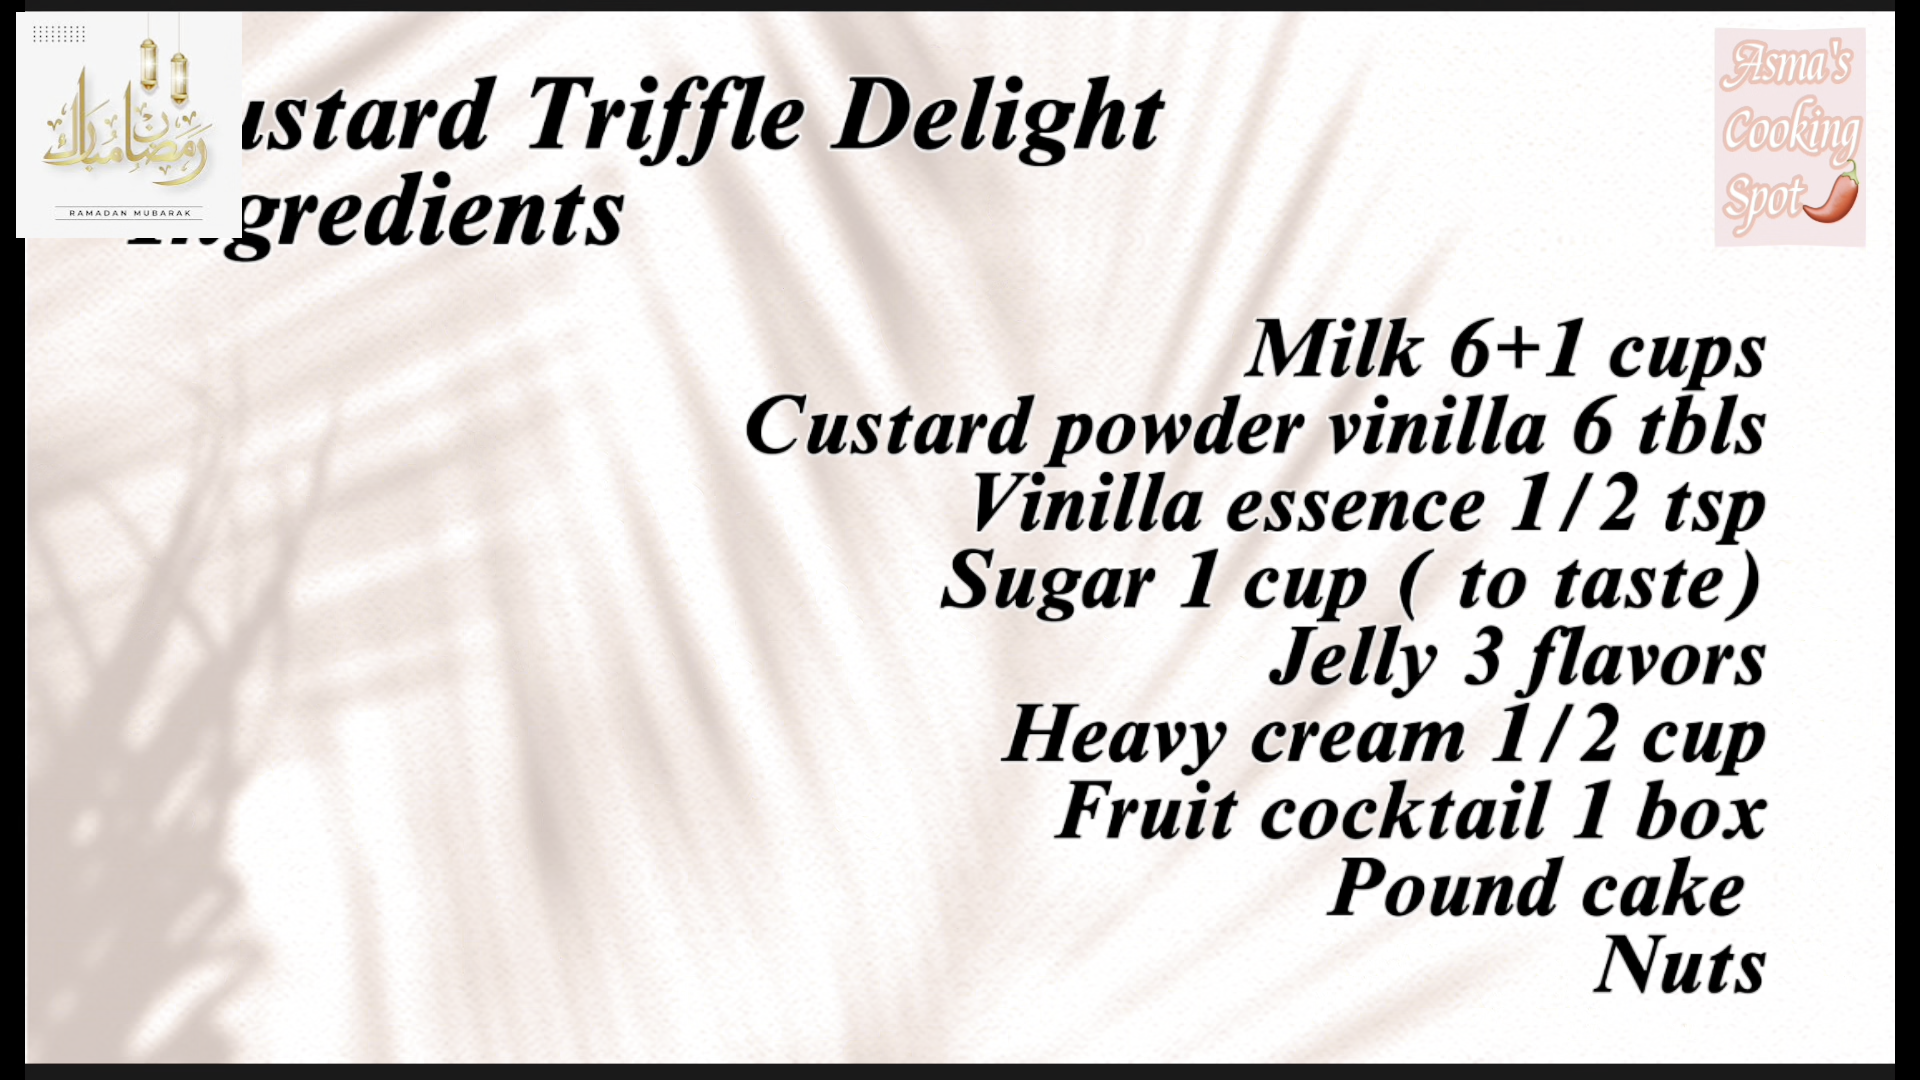 رمضان مبارك
RAMADAN MUBARAK
ustard Triffle Delight
Ingredients
Asma's
Cooking
Spot
Milk 6+1 cups
Custard powder vinilla 6 tbls
Vinilla essence 1/2 tsp
Sugar 1 cup ( to taste)
Jelly 3 flavors
Heavy cream 1/2 cup
Fruit cocktail 1 box
Pound cake
Nuts